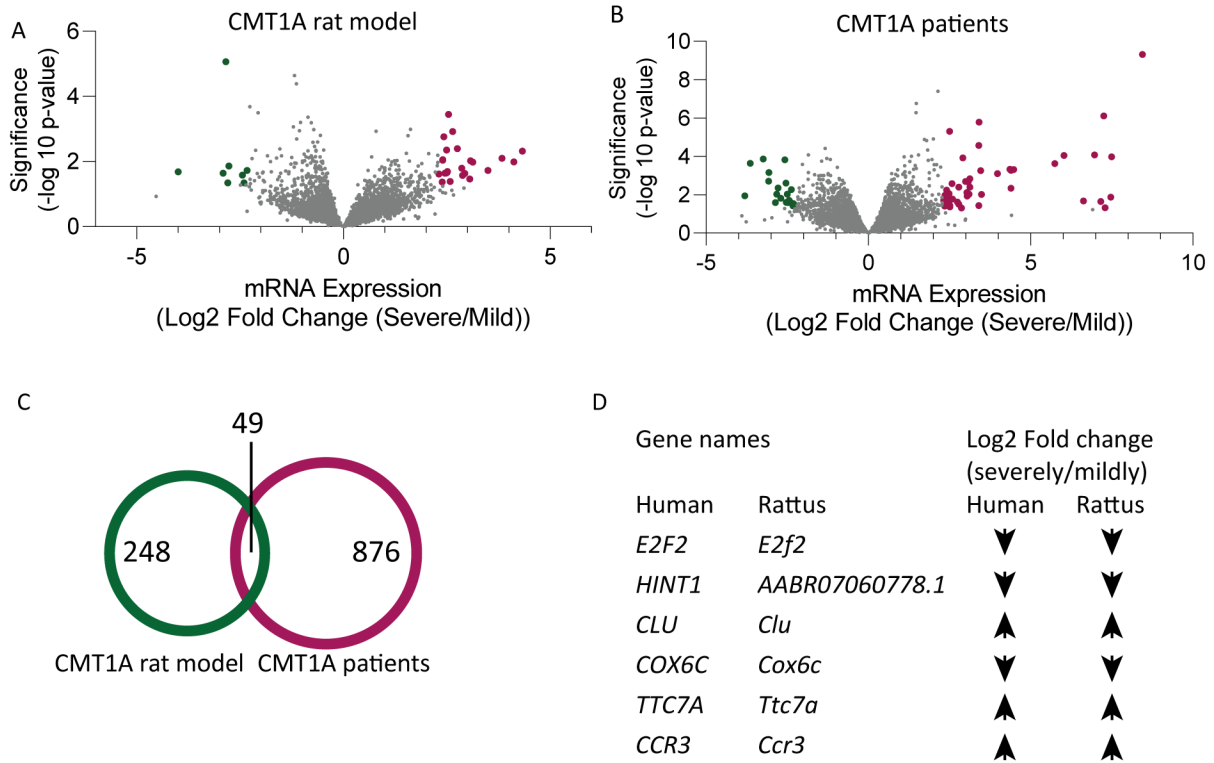 A
CMT1A rat model
Significance
(-log 10 p-value)
6
4
2
0
-5
0
5
mRNA Expression
(Log2 Fold Change (Severe/Mild))
B
CMT1A patients
Significance
(-log 10 p-value)
10
8
6
4
2
0
-5
0
5
10
mRNA Expression
(Log2 Fold Change (Severe/Mild))
C
49
248
876
CMT1A rat model
CMT1A patients
D
Gene names
Log2 Fold change
(severely/mildly)
Human Rattus Human Rattus
E2F2 E2f2
HINT1 AABR07060778.1
CLU Clu
COX6C Cox6c
TTC7A Ttc7a
CCR3 Ccr3